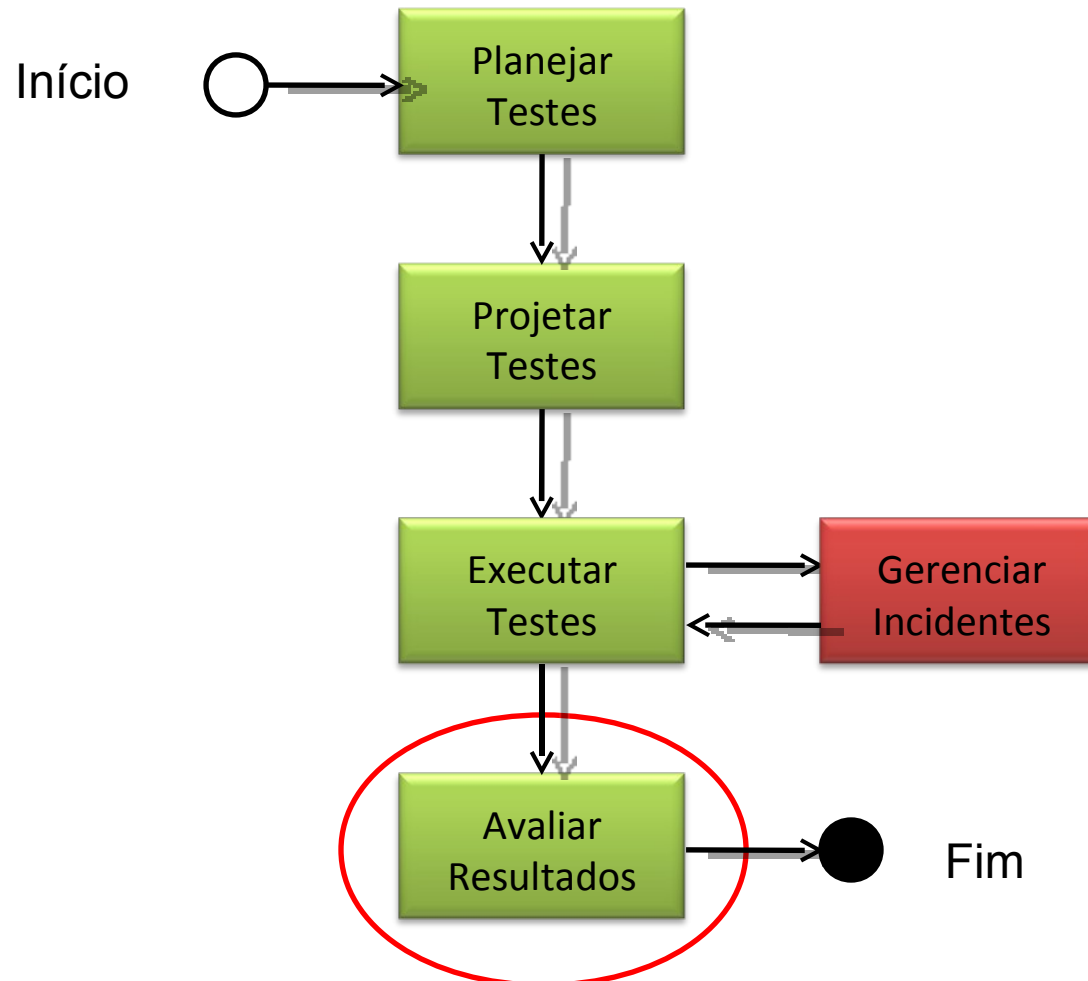 Início
Planejar
Testes
Projetar
Testes
Executar
Testes
Gerenciar
Incidentes
Avaliar
Resultados
Fim